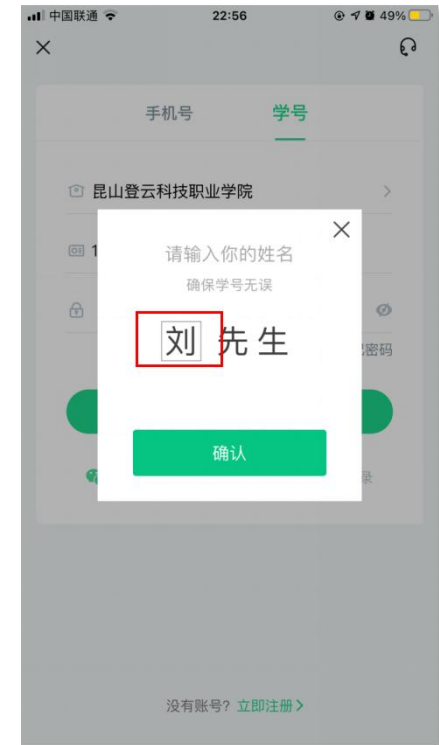 中国联通 22:56 49%
手机号 学号
昆山登云科技职业学院
1
请输入你的姓名
确保学号无误
刘 先生
密码
确认
录
没有账号? 立即注册>